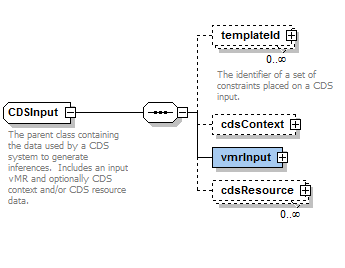 templateId
0..∞
The identifier of a set of
constraints placed on a CDS
input.
CDSInput
The parent class containing
the data used by a CDS
system to generate
inferences. Includes an input
vMR and optionally CDS
context and/or CDS resource
data.
cdsContext
vmrInput
cdsResource
0..∞